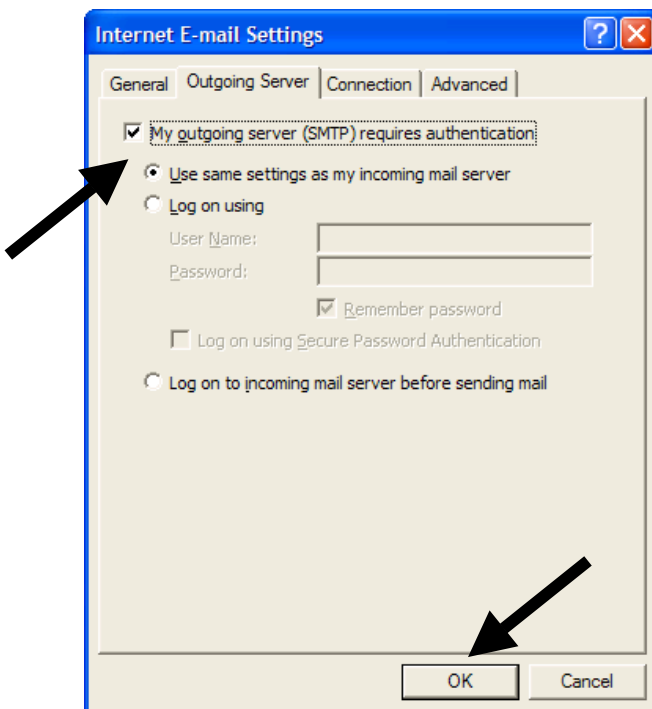 Internet E-mail Settings
General Outgoing Server Connection Advanced
My outgoing server (SMTP) requires authentication
Use same settings as my incoming mail server
Log on using
User Name:
Password:
Remember password
Log on using Secure Password Authentication
Log on to incoming mail server before sending mail
OK Cancel